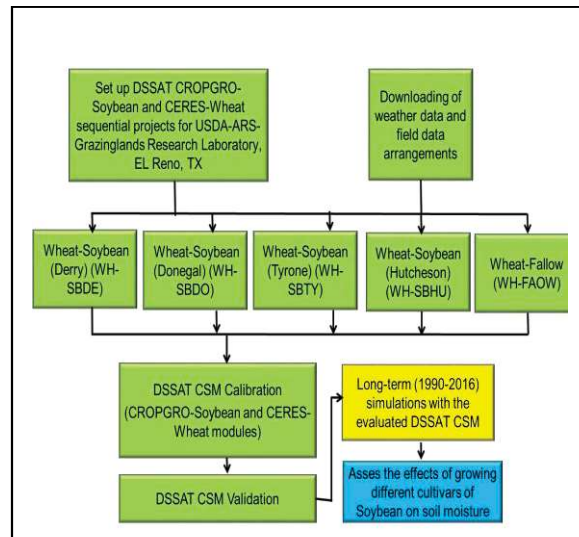 Set up DSSAT CROPGRO-
Soybean and CERES-Wheat
sequential projects for USDA-ARS-
Grazinglands Research Laboratory,
EL Reno, TX
Downloading of
weather data and
field data
arrangements
Wheat-Soybean
(Derry) (WH-
SBDE)
Wheat-Soybean
(Donegal) (WH-
SBDO)
Wheat-Soybean
(Tyrone) (WH-
SBTY)
Wheat-Soybean
(Hutcheson)
(WH-SBHU)
Wheat-Fallow
(WH-FAOW)
DSSAT CSM Calibration
(CROPGRO-Soybean and CERES-
Wheat modules)
Long-term (1990-2016)
simulations with the
evaluated DSSAT CSM
DSSAT CSM Validation
Asses the effects of growing
different cultivars of
Soybean on soil moisture